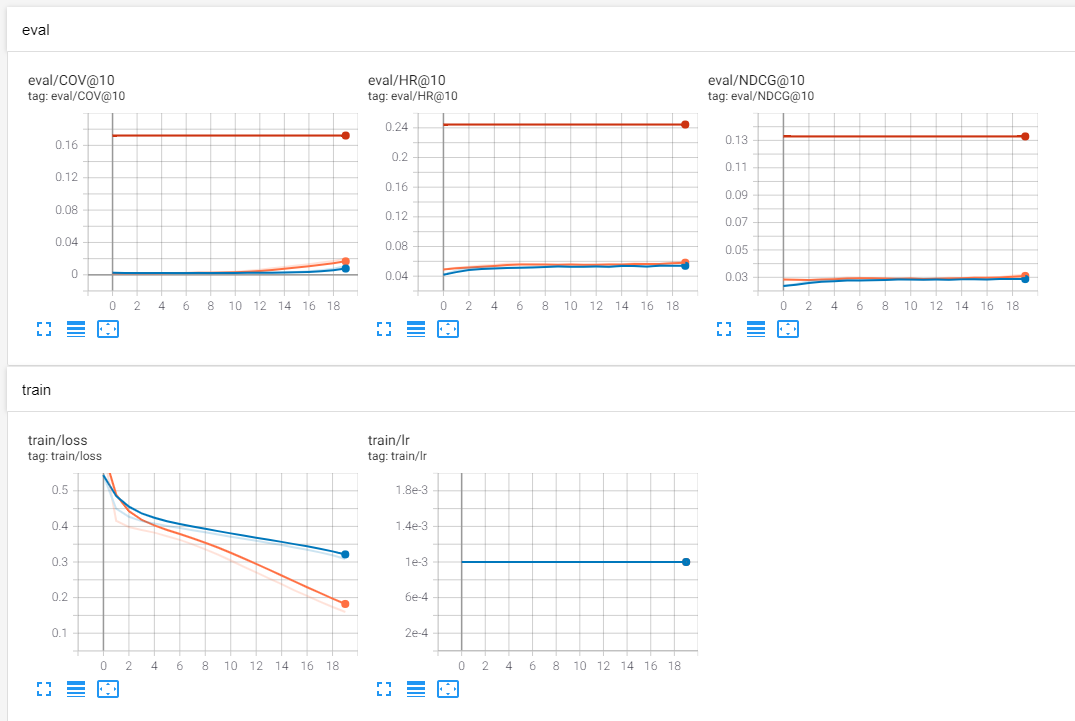 eval
eval/COV@10
tag: eval/COV@10
0.16
0.12
0.08
0.04
0
0 2 4 6 8 10 12 14 16 18
eval/HR@10
tag: eval/HR@10
0.24
0.2
0.16
0.12
0.08
0.04
0 2 4 6 8 10 12 14 16 18
eval/NDCG@10
tag: eval/NDCG@10
0.13
0.11
0.09
0.07
0.05
0.03
0 2 4 6 8 10 12 14 16 18
train
train/loss
tag: train/loss
0.5
0.4
0.3
0.2
0.1
0 2 4 6 8 10 12 14 16 18
train/lr
tag: train/lr
1.8e-3
1.4e-3
1e-3
6e-4
2e-4
0 2 4 6 8 10 12 14 16 18